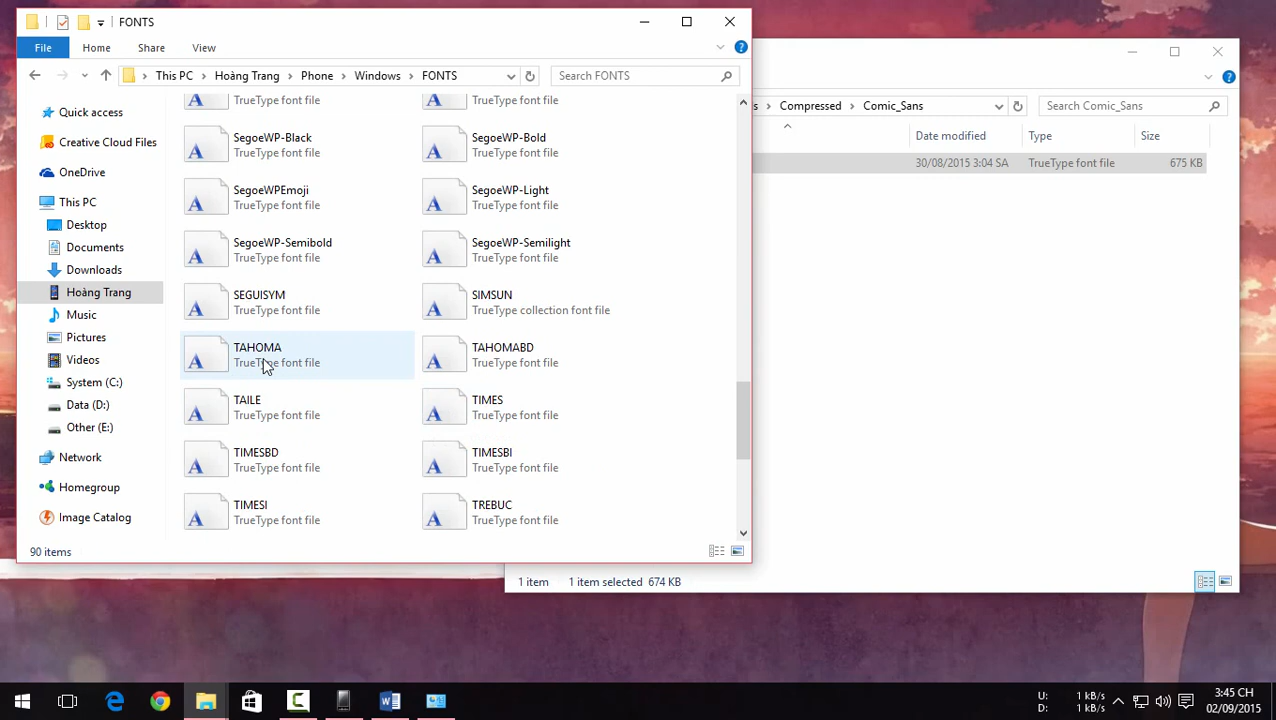 FONTS
File Home Share View
This PC Hoàng Trang Phone Windows FONTS
Search FONTS
Compressed Comic_Sans
Search Comic_Sans
Date modified Type Size
30/08/2015 3:04 SA TrueType font file 675 KB
Quick access
Creative Cloud Files
OneDrive
This PC
Desktop
Documents
Downloads
Hoàng Trang
Music
Pictures
Videos
System (C:)
Data (D:)
Other (E:)
Network
Homegroup
Image Catalog
TrueType font file TrueType font file
SegoeWP-Black SegoeWP-Bold
TrueType font file TrueType font file
SegoeWPEmoji SegoeWP-Light
TrueType font file TrueType font file
SegoeWP-Semibold SegoeWP-Semilight
TrueType font file TrueType font file
SEGUISYM SIMSUN
TrueType font file TrueType collection font file
TAHOMA TAHOMABD
TrueType font file TrueType font file
TAILE TIMES
TrueType font file TrueType font file
TIMESBD TIMESBI
TrueType font file TrueType font file
TIMESI TREBUC
TrueType font file TrueType font file
90 items
1 item 1 item selected 674 KB
U: 1 kB/s
D: 1 kB/s
3:45 CH
02/09/2015